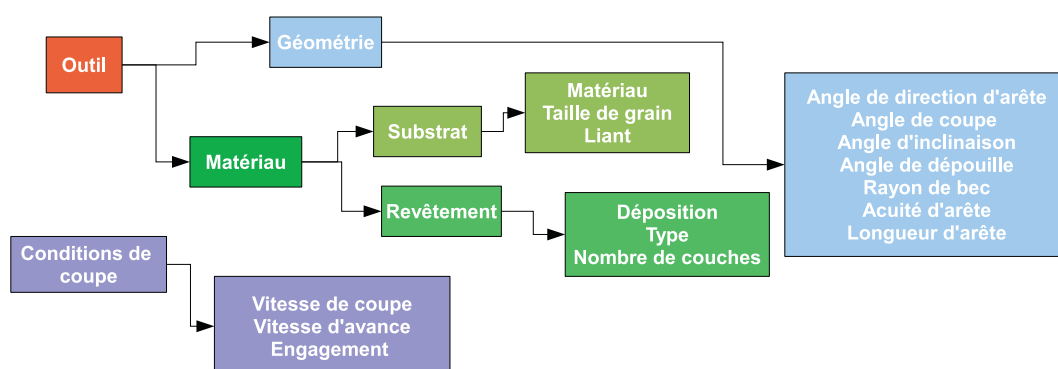 Outil
Géométrie
Matériau
Substrat
Matériau
Taille de grain
Liant
Revêtement
Déposition
Type
Nombre de couches
Angle de direction d'arête
Angle de coupe
Angle d'inclinaison
Angle de dépouille
Rayon de bec
Acuité d'arête
Longueur d'arête
Conditions de
coupe
Vitesse de coupe
Vitesse d'avance
Engagement